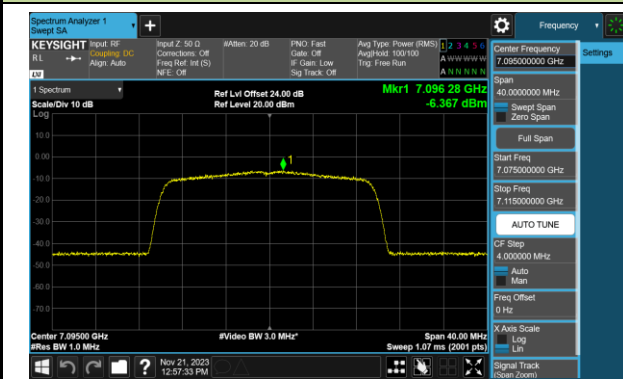 Spectrum Analyzer 1
Swept SA
+
Frequency
KEYSIGHT
Input: RF
Input Z: 50 Ω
#Atten: 20 dB
PNO: Fast
Avg Type: Power (RMS)
1 2 3 4 5 6
RL
Coupling: DC
Corrections: Off
Gate: Off
Avg|Hold: 100/100
A W W W W W
Align: Auto
Freq Ref: Int (S)
IF Gain: Low
Trig: Free Run
NFE: Off
Sig Track: Off
A N N N N N
LXI
1 Spectrum
Ref Lvl Offset 24.00 dB
Mkr1 7.096 28 GHz
Scale/Div 10 dB
Ref Level 20.00 dBm
-6.367 dBm
Log
10.0
0.00
-10.0
-20.0
-30.0
-40.0
-50.0
-60.0
-70.0
1
Center 7.09500 GHz
#Video BW 3.0 MHz*
Span 40.00 MHz
#Res BW 1.0 MHz
Sweep 1.07 ms (2001 pts)
Nov 21, 2023
12:57:33 PM
Center Frequency
7.095000000 GHz
Settings
Span
40.0000000 MHz
Swept Span
Zero Span
Full Span
Start Freq
7.075000000 GHz
Stop Freq
7.115000000 GHz
AUTO TUNE
CF Step
4.000000 MHz
Auto
Man
Freq Offset
0 Hz
X Axis Scale
Log
Lin
Signal Track
(Span Zoom)